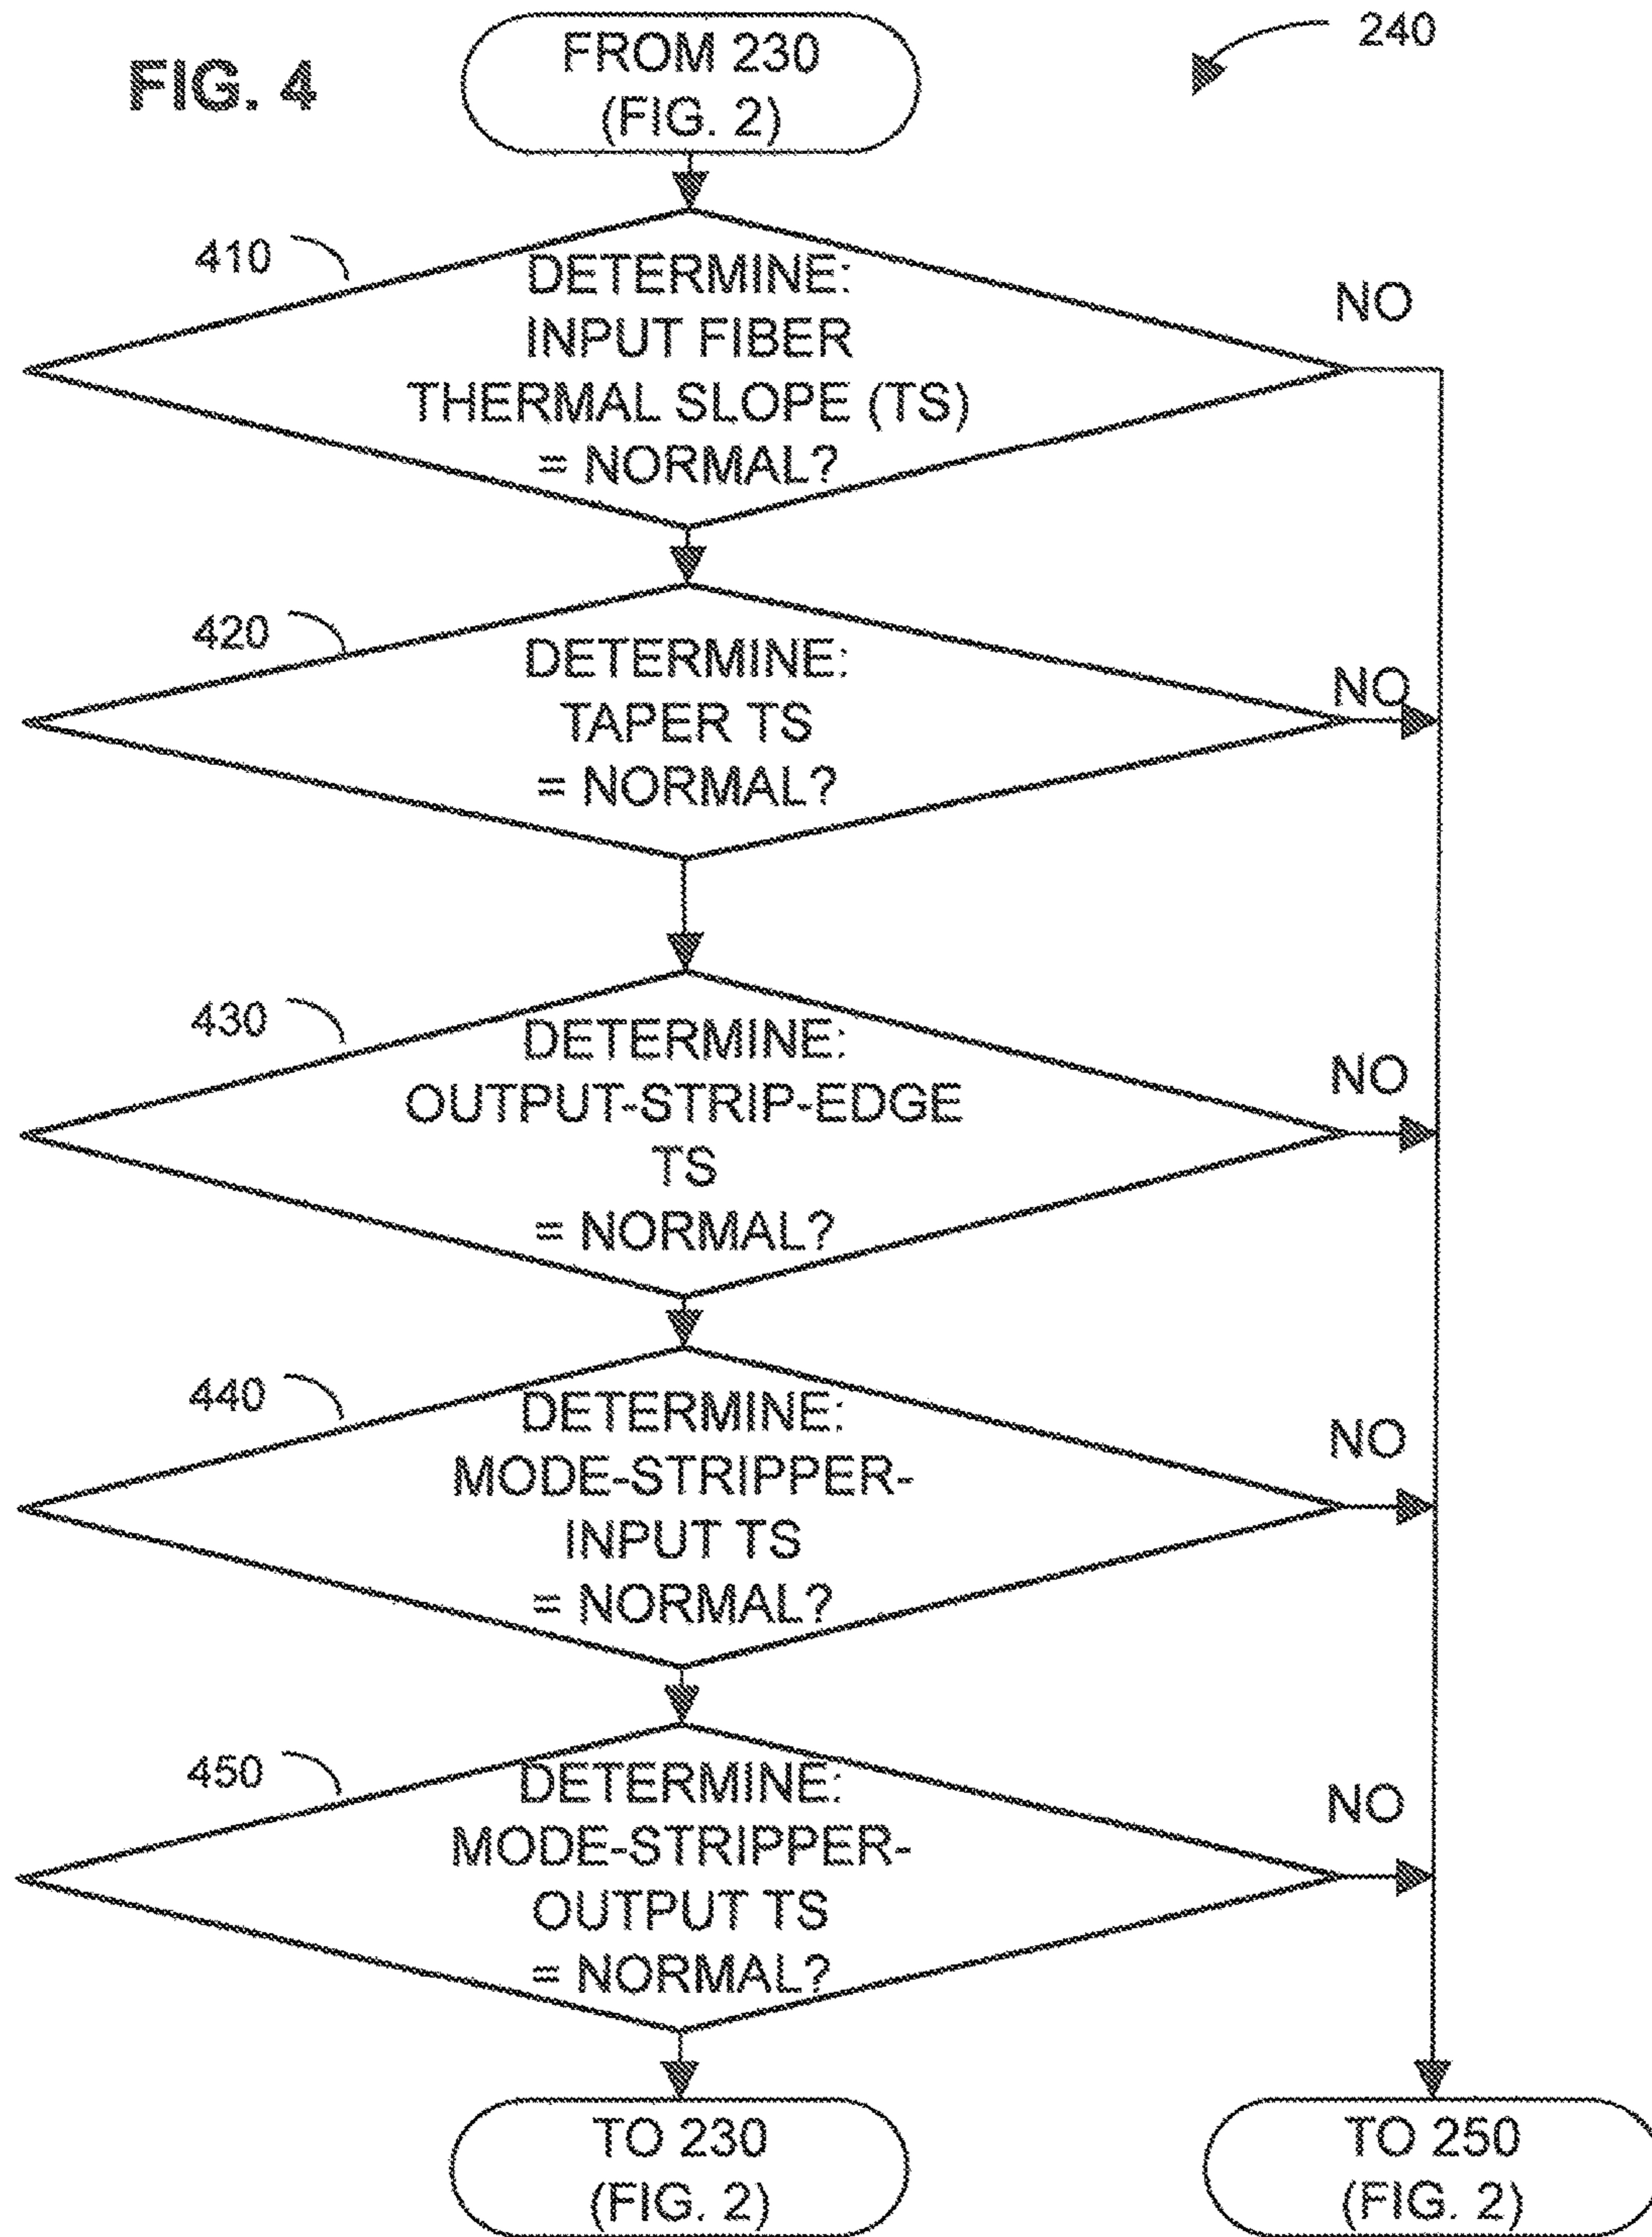 FIG. 4
FROM 230
(FIG. 2)
240
410
DETERMINE:
INPUT FIBER
THERMAL SLOPE (TS)
= NORMAL?
NO
420
DETERMINE:
TAPER TS
= NORMAL?
NO
430
DETERMINE:
OUTPUT-STRIP-EDGE
TS
= NORMAL?
NO
440
DETERMINE:
MODE-STRIPPER-
INPUT TS
= NORMAL?
NO
450
DETERMINE:
MODE-STRIPPER-
OUTPUT TS
= NORMAL?
NO
TO 230
(FIG. 2)
TO 250
(FIG. 2)